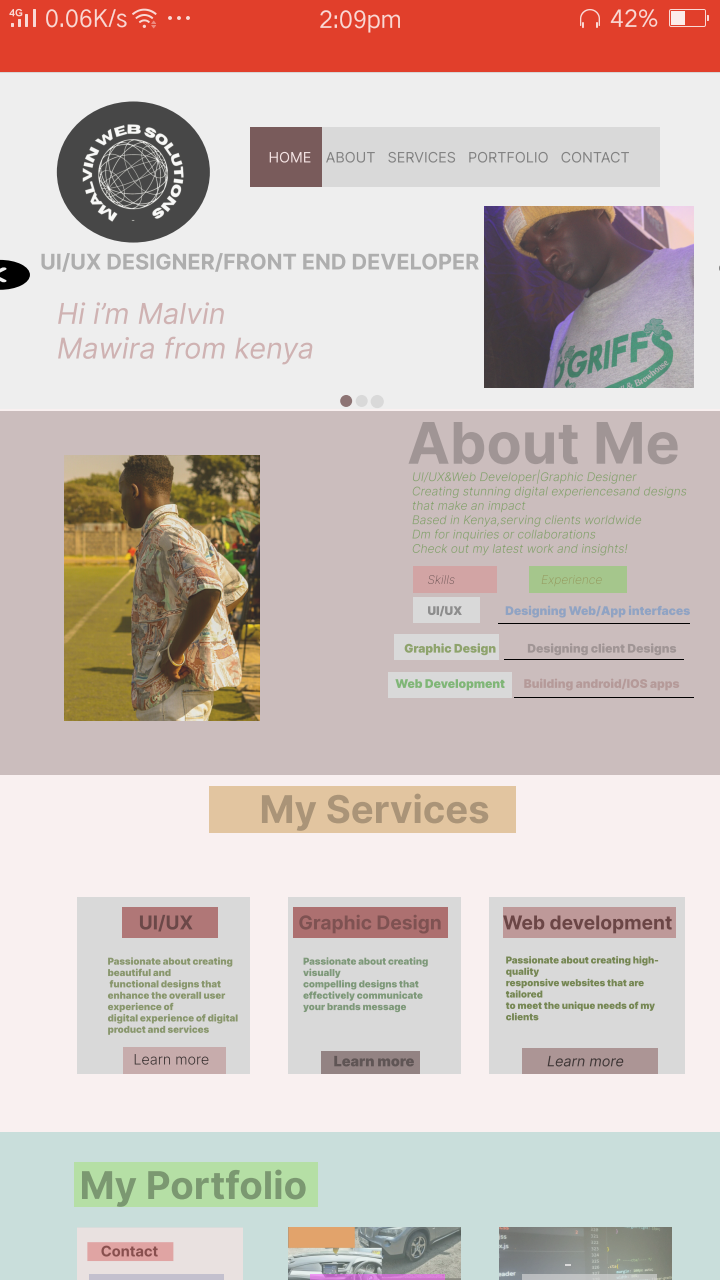 4G 0.06K/s ... 2:09pm 42%
MALVIN WEB SOLUTIONS
HOME ABOUT SERVICES PORTFOLIO CONTACT
UI/UX DESIGNER/FRONT END DEVELOPER
Hi i'm Malvin
Mawira from kenya
GRIFFS
& Brewhouse
About Me
UI/UX&Web Developer|Graphic Designer
Creating stunning digital experiencesand designs
that make an impact
Based in Kenya,serving clients worldwide
Dm for inquiries or collaborations
Check out my latest work and insights!
Skills Experience
UI/UX Designing Web/App interfaces
Graphic Design Designing client Designs
Web Development Building android/IOS apps
My Services
UI/UX
Passionate about creating
beautiful and
functional designs that
enhance the overall user
experience of
digital experience of digital
product and services
Learn more
Graphic Design
Passionate about creating
visually
compelling designs that
effectively communicate
your brands message
Learn more
Web development
Passionate about creating high-
quality
responsive websites that are
tailored
to meet the unique needs of my
clients
Learn more
My Portfolio
Contact